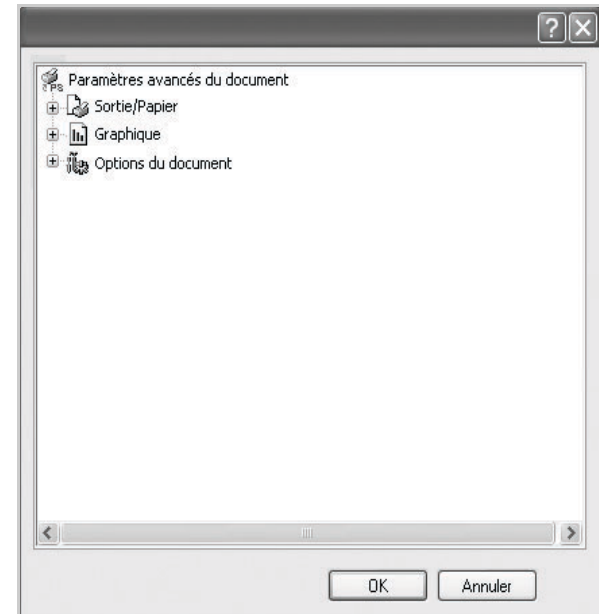 Paramètres avancés du document
Sortie/Papier
Graphique
Options du document
OK
Annuler